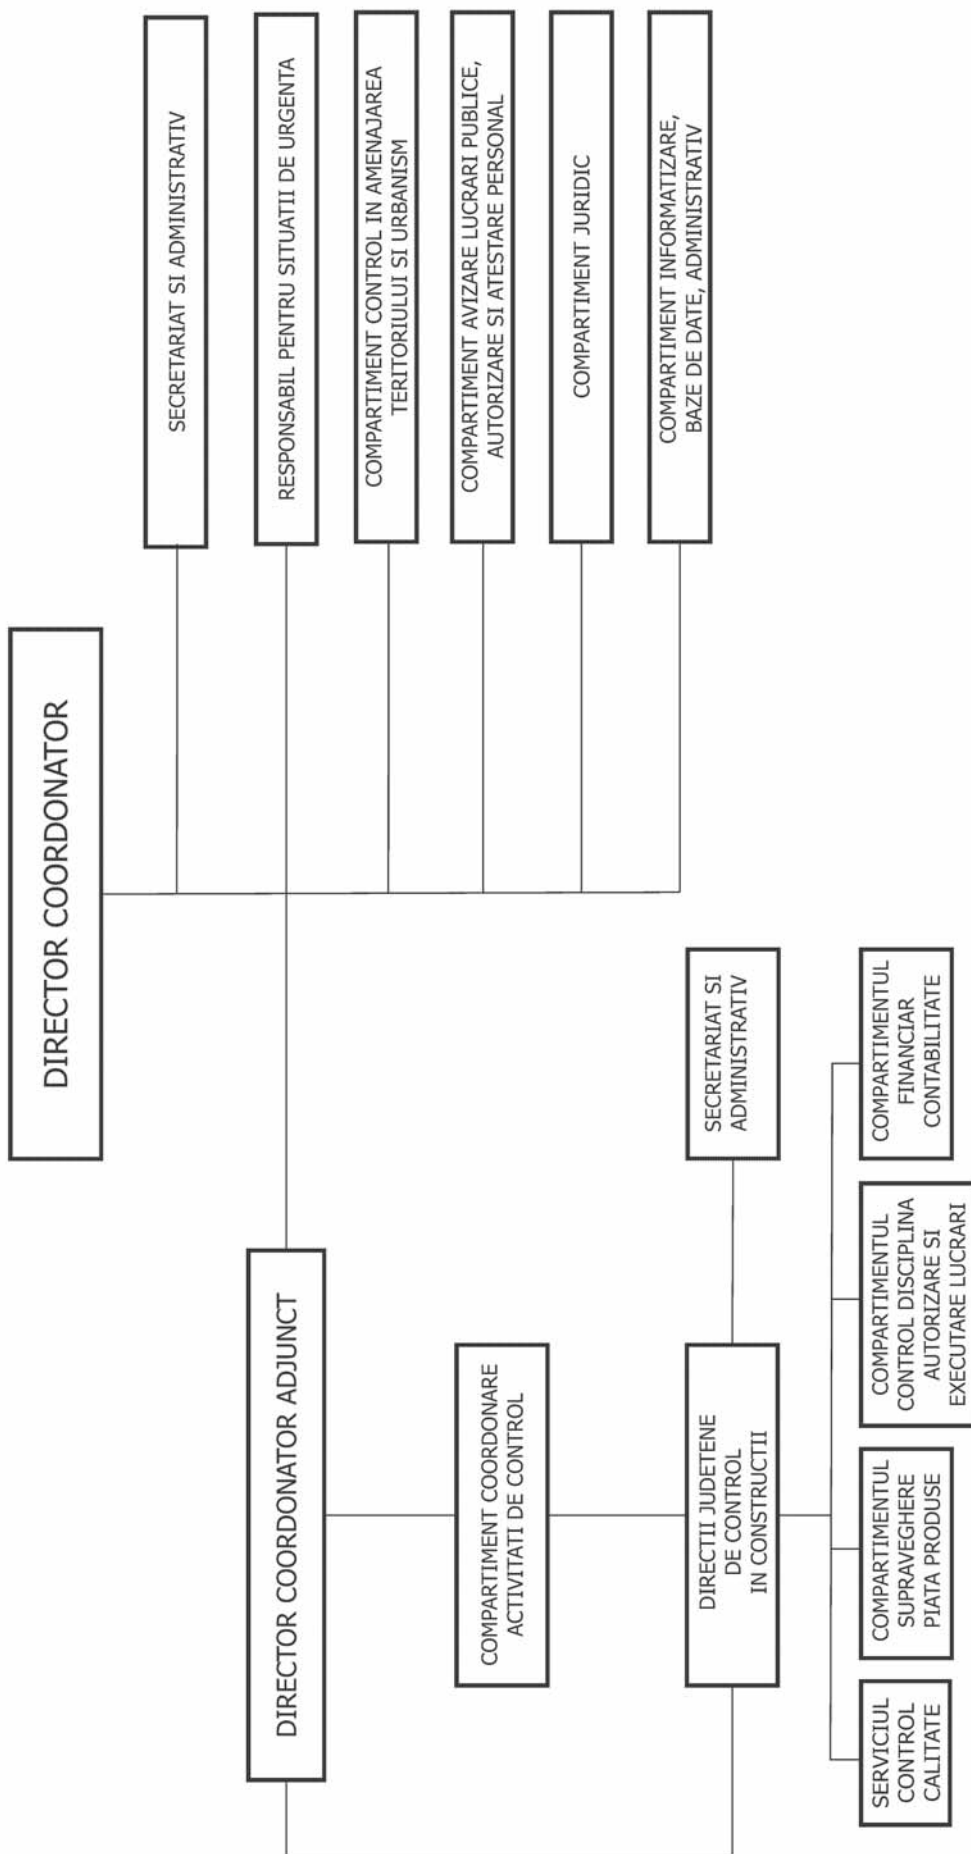 DIRECTOR COORDONATOR
SECRETARIAT SI ADMINISTRATIV
DIRECTOR COORDONATOR ADJUNCT
RESPONSABIL PENTRU SITUATII DE URGENTA
COMPARTIMENT CONTROL IN AMENAJAREA
TERITORIULUI SI URBANISM
COMPARTIMENT COORDONARE
ACTIVITATI DE CONTROL
COMPARTIMENT AVIZARE LUCRARI PUBLICE,
AUTORIZARE SI ATESTARE PERSONAL
COMPARTIMENT JURIDIC
COMPARTIMENT INFORMATIZARE,
BAZE DE DATE, ADMINISTRATIV
DIRECTII JUDETENE
DE CONTROL
IN CONSTRUCTII
SECRETARIAT SI
ADMINISTRATIV
SERVICIUL
CONTROL
CALITATE
COMPARTIMENTUL
SUPRAVEGHERE
PIATA PRODUSE
COMPARTIMENTUL
CONTROL DISCIPLINA
AUTORIZARE SI
EXECUTARE LUCRARI
COMPARTIMENTUL
FINANCIAR
CONTABILITATE